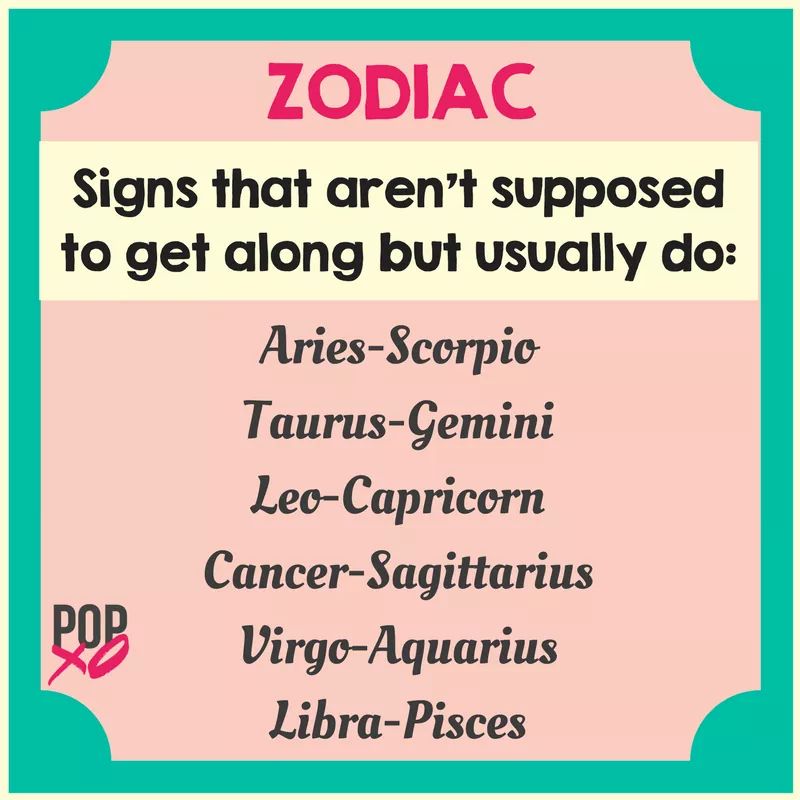 ZODIAC
Signs that aren't supposed
to get along but usually do:
Aries-Scorpio
Taurus-Gemini
Leo-Capricorn
Cancer-Sagittarius
Virgo-Aquarius
Libra-Pisces
POP
XO